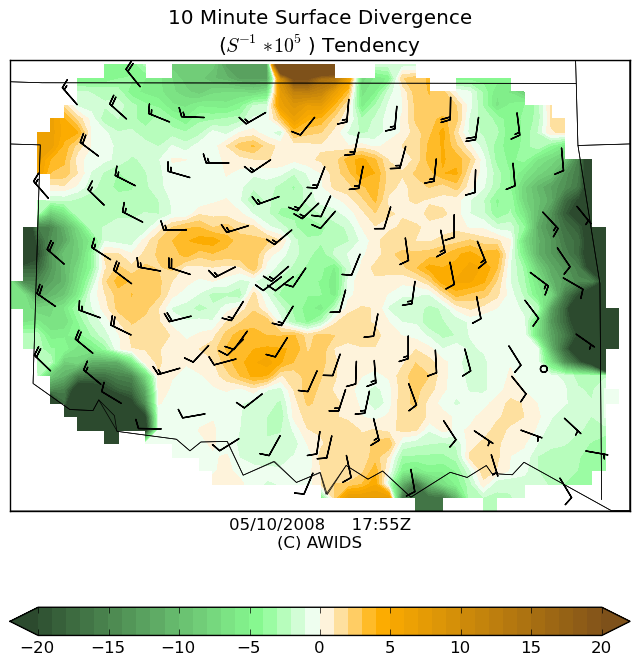 10 Minute Surface Divergence
(S⁻¹ ∗ 10⁵ ) Tendency
05/10/2008 17:55Z
(C) AWIDS
−20 −15 −10 −5 0 5 10 15 20